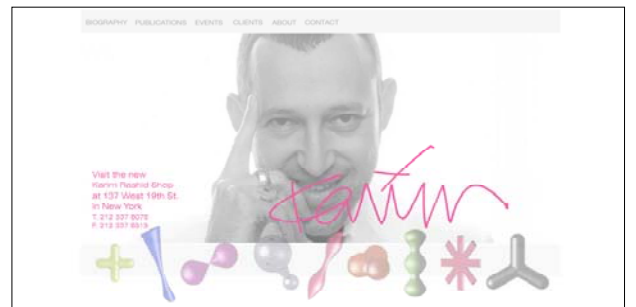 BIOGRAPHY PUBLICATIONS EVENTS CLIENTS ABOUT CONTACT
Visit the new
Karim Rashid Shop
at 137 West 19th St.
in New York
T. 212 337 8078
F. 212 337 8515
Karim